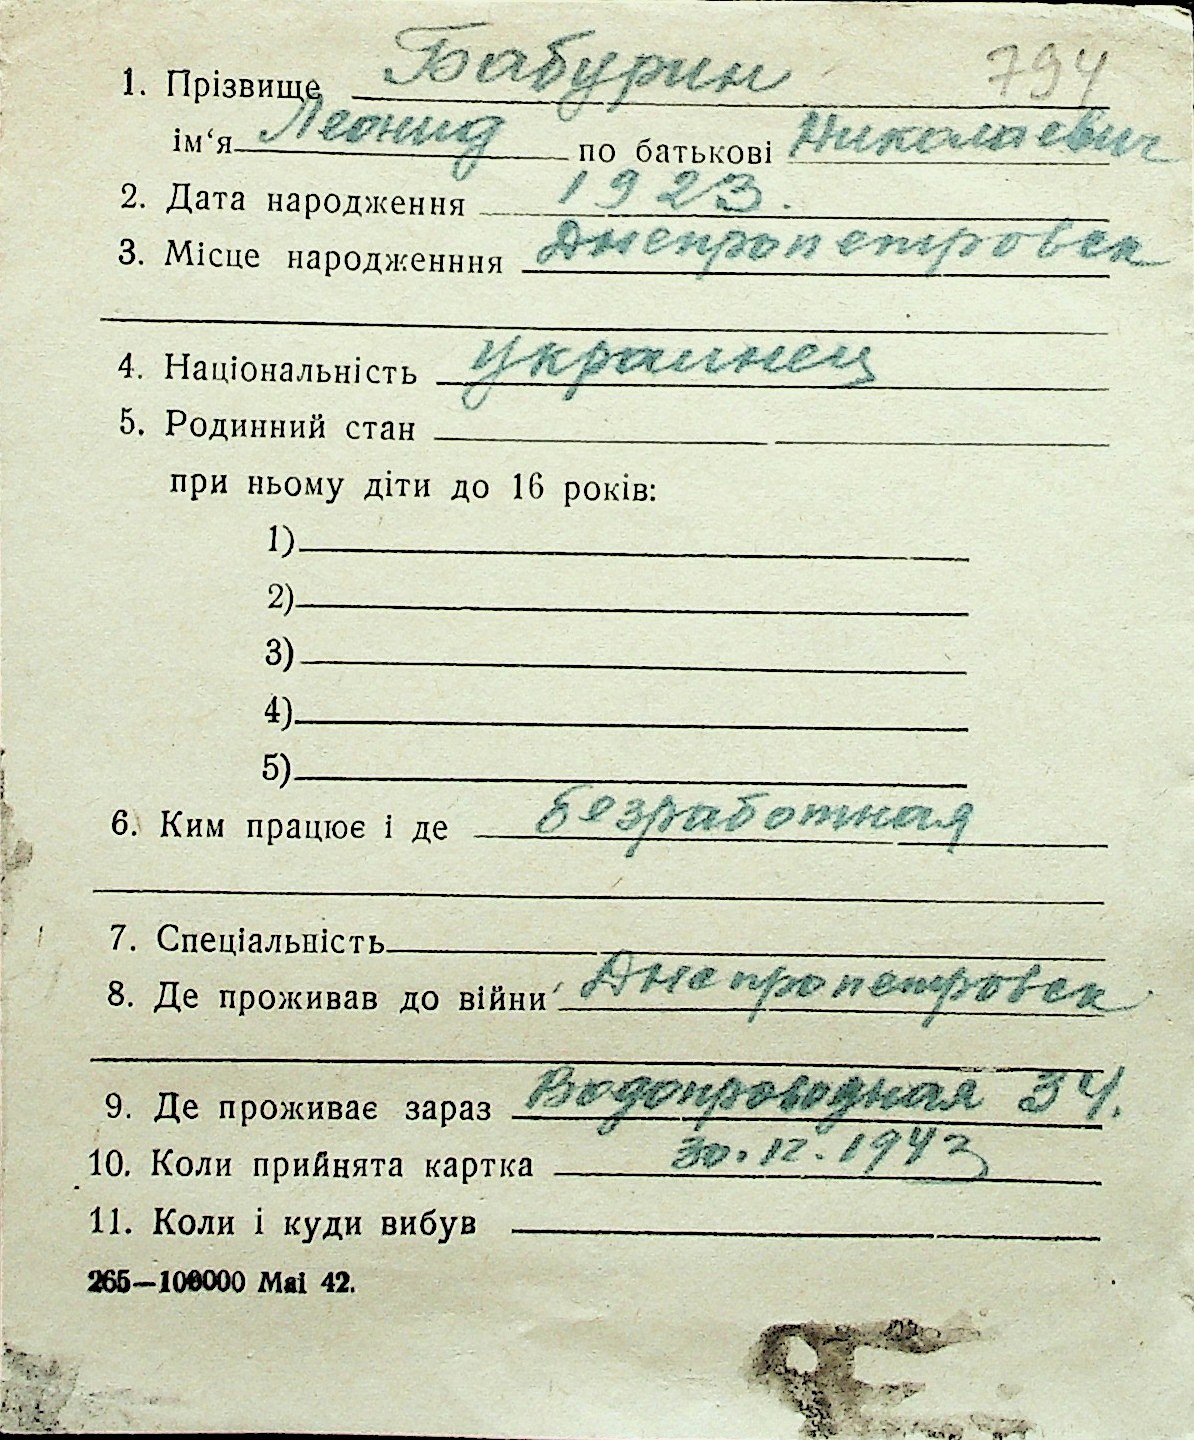 794
1. Прізвище Бабурин
ім‘я Леонид по батькові Николаевич
2. Дата народження 1923.
3. Місце народженння Днепропетровск
4. Національність украинец
5. Родинний стан
при ньому діти до 16 років:
1)
2)
3)
4)
5)
6. Ким працює і де безработная
7. Спеціальність
8. Де проживав до війни Днепропетровск
9. Де проживає зараз Водопроводная 34.
10. Коли прийнята картка 30.12.1942
11. Коли і куди вибув
265—100000 Mai 42.